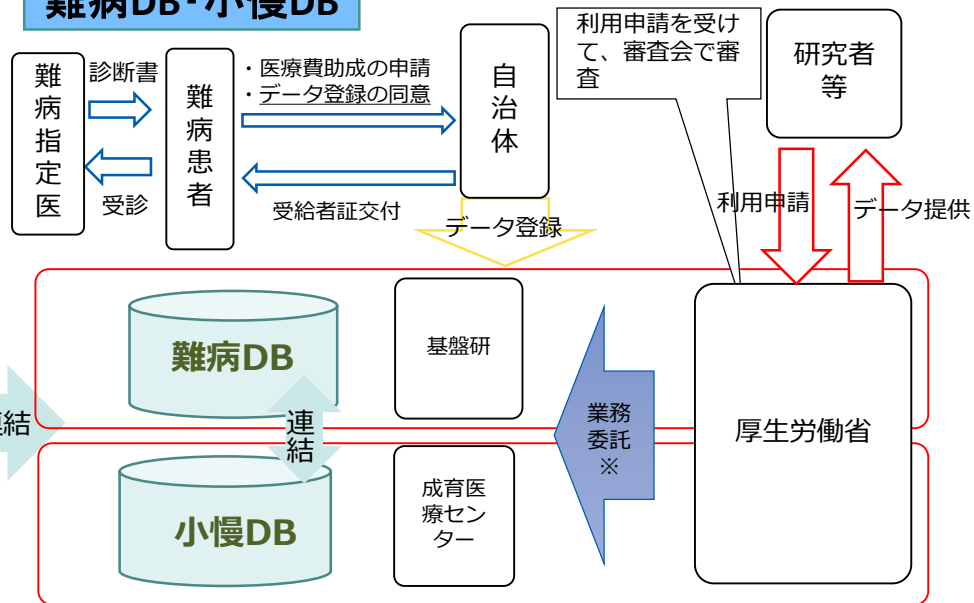 難病DB・小慢DB
難病指定医
診断書
受診
難病患者
・医療費助成の申請
・データ登録の同意
受給者証交付
自治体
データ登録
利用申請を受け
て、審査会で審
査
研究者
等
利用申請
データ提供
難病DB
基盤研
連結
連結
業務
委託
※
厚生労働省
小慢DB
成育医
療セン
ター